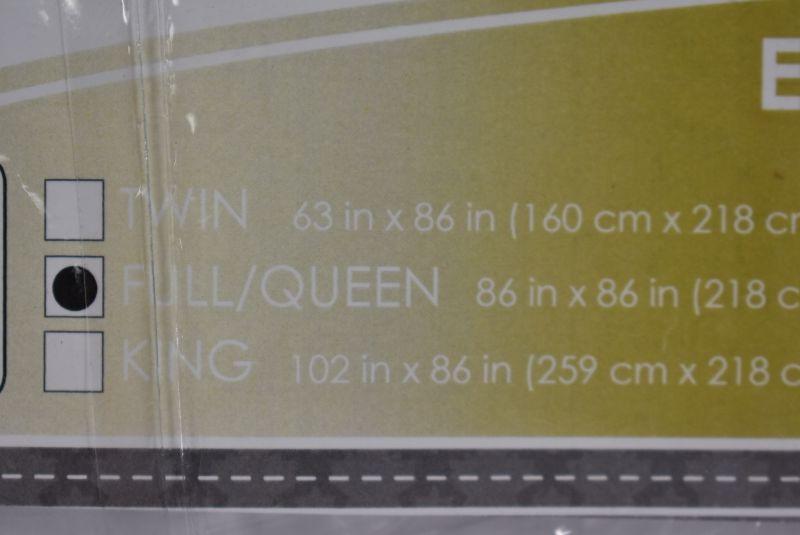 E
TWIN 63 in x 86 in (160 cm x 218 cm
FULL/QUEEN 86 in x 86 in (218 c
KING 102 in x 86 in (259 cm x 218 c